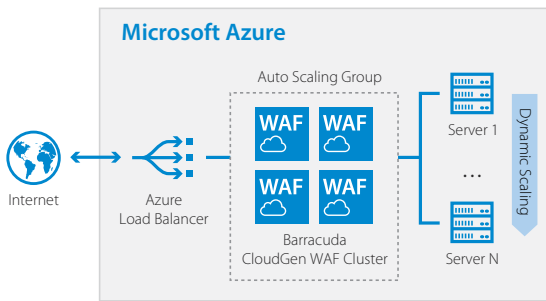 Microsoft Azure
Auto Scaling Group
WAF
WAF
WAF
WAF
Internet
Azure
Load Balancer
Barracuda
CloudGen WAF Cluster
Server 1
...
Server N
Dynamic Scaling